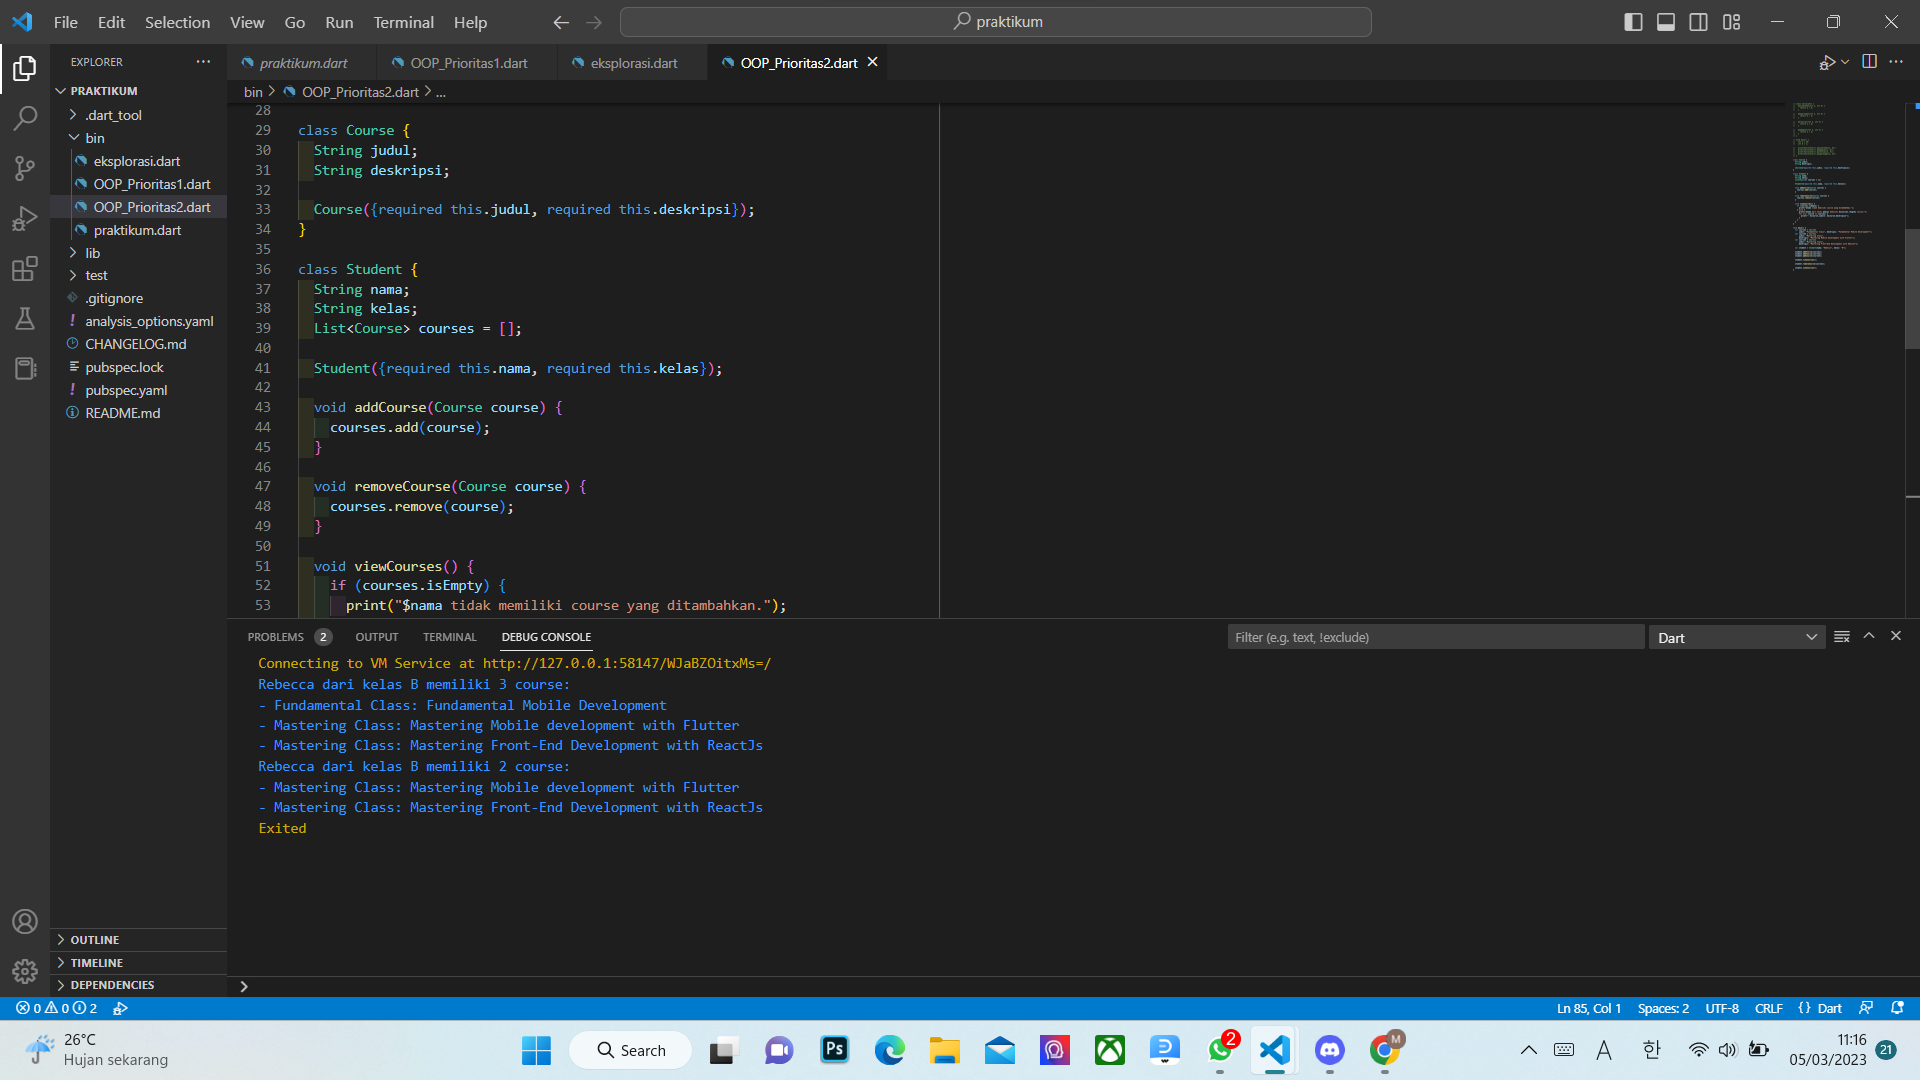 File Edit Selection View Go Run Terminal Help
praktikum
EXPLORER
PRAKTIKUM
.dart_tool
bin
eksplorasi.dart
OOP_Prioritas1.dart
OOP_Prioritas2.dart
praktikum.dart
lib
test
.gitignore
analysis_options.yaml
CHANGELOG.md
pubspec.lock
pubspec.yaml
README.md
OUTLINE
TIMELINE
DEPENDENCIES
praktikum.dart OOP_Prioritas1.dart eksplorasi.dart OOP_Prioritas2.dart
bin > OOP_Prioritas2.dart > ...
28
29 class Course {
30 String judul;
31 String deskripsi;
32
33 Course({required this.judul, required this.deskripsi});
34 }
35
36 class Student {
37 String nama;
38 String kelas;
39 List<Course> courses = [];
40
41 Student({required this.nama, required this.kelas});
42
43 void addCourse(Course course) {
44 courses.add(course);
45 }
46
47 void removeCourse(Course course) {
48 courses.remove(course);
49 }
50
51 void viewCourses() {
52 if (courses.isEmpty) {
53 print("$nama tidak memiliki course yang ditambahkan.");
PROBLEMS 2 OUTPUT TERMINAL DEBUG CONSOLE
Filter (e.g. text, !exclude)
Dart
Connecting to VM Service at http://127.0.0.1:58147/WJaBZOitxMs=/
Rebecca dari kelas B memiliki 3 course:
- Fundamental Class: Fundamental Mobile Development
- Mastering Class: Mastering Mobile development with Flutter
- Mastering Class: Mastering Front-End Development with ReactJs
Rebecca dari kelas B memiliki 2 course:
- Mastering Class: Mastering Mobile development with Flutter
- Mastering Class: Mastering Front-End Development with ReactJs
Exited
0 0 2
Ln 85, Col 1 Spaces: 2 UTF-8 CRLF {} Dart
26°C
Hujan sekarang
Search
Ps
2
M
A
한
11:16
05/03/2023
21